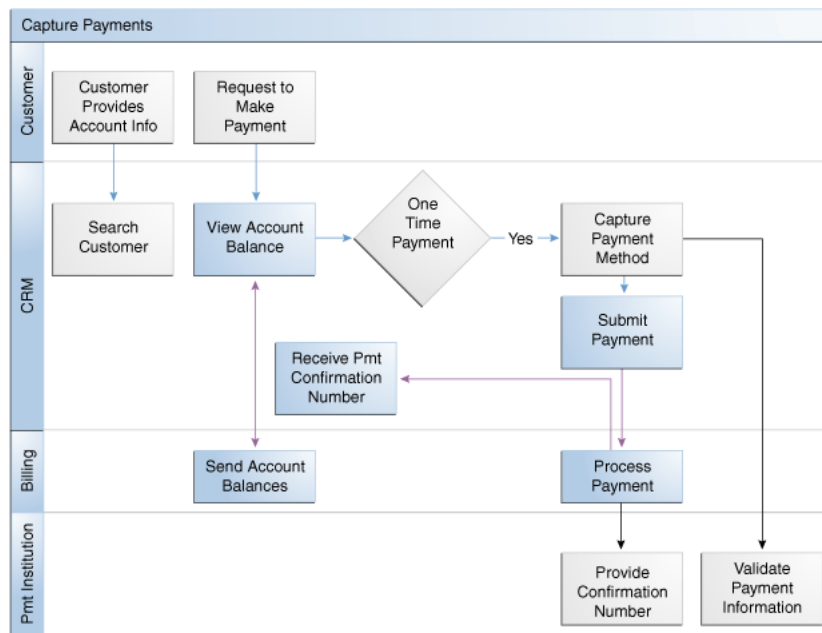 Capture Payments
Customer
Customer
Provides
Account Info
Request to
Make
Payment
CRM
Search
Customer
View Account
Balance
One
Time
Payment
Yes
Capture
Payment
Method
Submit
Payment
Receive Pmt
Confirmation
Number
Billing
Send Account
Balances
Process
Payment
Pmt Institution
Provide
Confirmation
Number
Validate
Payment
Information